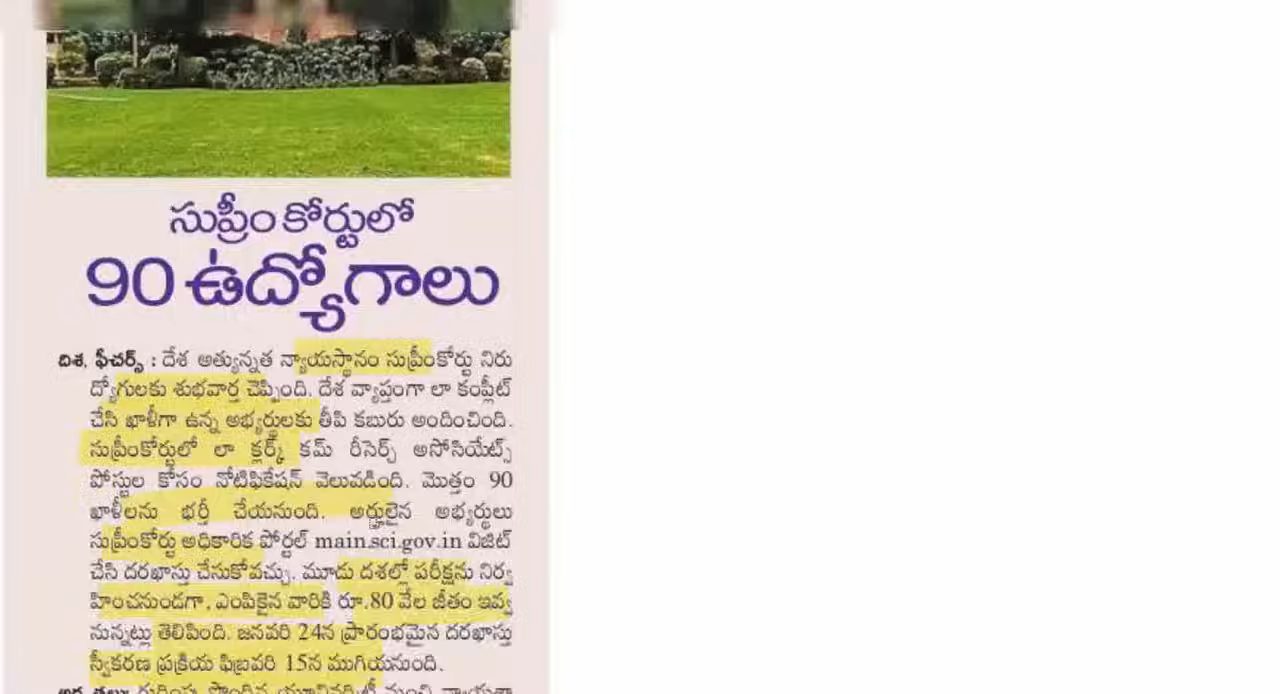 సుప్రీం కోర్టులో
90 ఉద్యోగాలు
దిశ, ఫీచర్స్ : దేశ అత్యున్నత న్యాయస్థానం సుప్రీంకోర్టు నిరు
ద్యోగులకు శుభవార్త చెప్పింది. దేశ వ్యాప్తంగా లా కంప్లీట్
చేసి ఖాళీగా ఉన్న అభ్యర్థులకు తీపి కబురు అందించింది.
సుప్రీంకోర్టులో లా క్లర్క్ కమ్ రీసెర్చ్ అసోసియేట్స్
పోస్టుల కోసం నోటిఫికేషన్ వెలువడింది. మొత్తం 90
ఖాళీలను భర్తీ చేయనుంది. అర్హులైన అభ్యర్థులు
సుప్రీంకోర్టు అధికారిక పోర్టల్ main.sci.gov.in విజిట్
చేసి దరఖాస్తు చేసుకోవచ్చు. మూడు దశల్లో పరీక్షను నిర్వ
హించనుండగా, ఎంపికైన వారికి రూ.80 వేల జీతం ఇవ్వ
నున్నట్లు తెలిపింది. జనవరి 24న ప్రారంభమైన దరఖాస్తు
స్వీకరణ ప్రక్రియ ఫిబ్రవరి 15న ముగియనుంది.